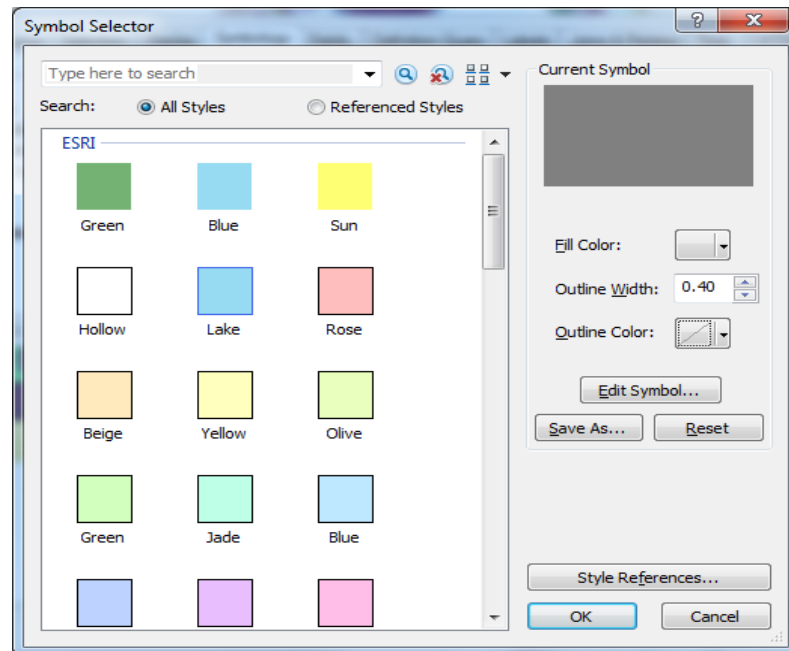 Symbol Selector
Type here to search
Search: All Styles Referenced Styles
ESRI
Green Blue Sun
Hollow Lake Rose
Beige Yellow Olive
Green Jade Blue
Current Symbol
Fill Color:
Outline Width: 0.40
Outline Color:
Edit Symbol...
Save As... Reset
Style References...
OK Cancel